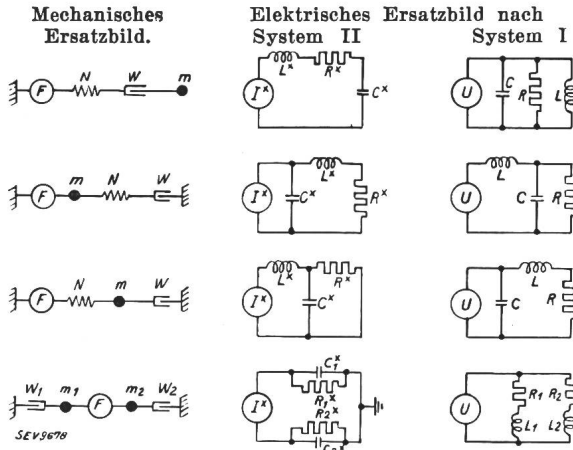 Mechanisches Ersatzbild.
Elektrisches Ersatzbild nach
System II System I
F N W m
I× L× R× C×
U C R L
F m N W
I× C× L× R×
U L C R
F N m W
I× L× C× R×
U C L R
W1 m1 F m2 W2
I× C1× R1× R2×
U R1 R2 L1 L2
SEV9678